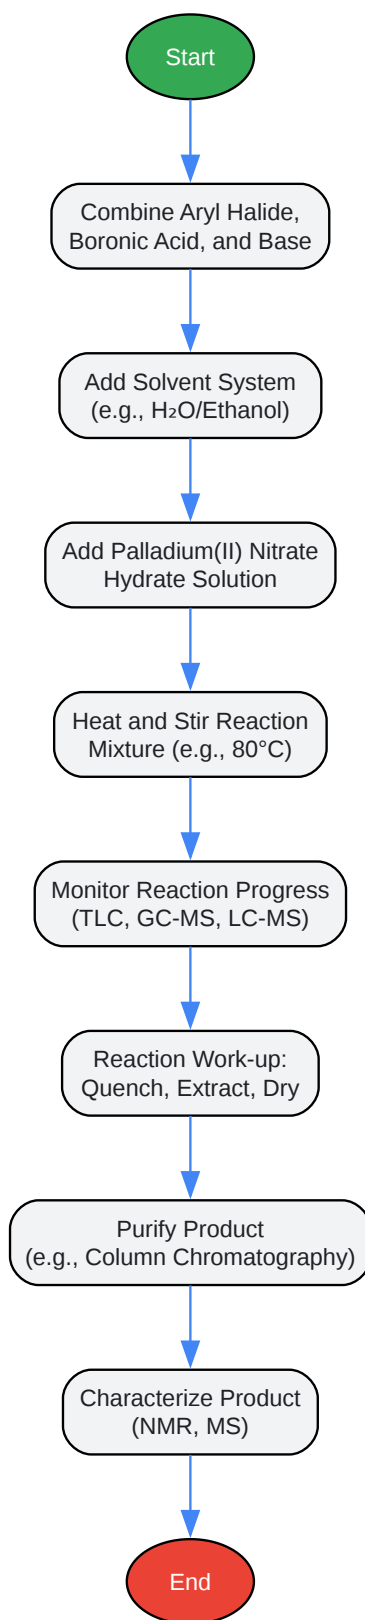 Start
Combine Aryl Halide,
Boronic Acid, and Base
Add Solvent System
(e.g., H₂O/Ethanol)
Add Palladium(II) Nitrate
Hydrate Solution
Heat and Stir Reaction
Mixture (e.g., 80°C)
Monitor Reaction Progress
(TLC, GC-MS, LC-MS)
Reaction Work-up:
Quench, Extract, Dry
Purify Product
(e.g., Column Chromatography)
Characterize Product
(NMR, MS)
End